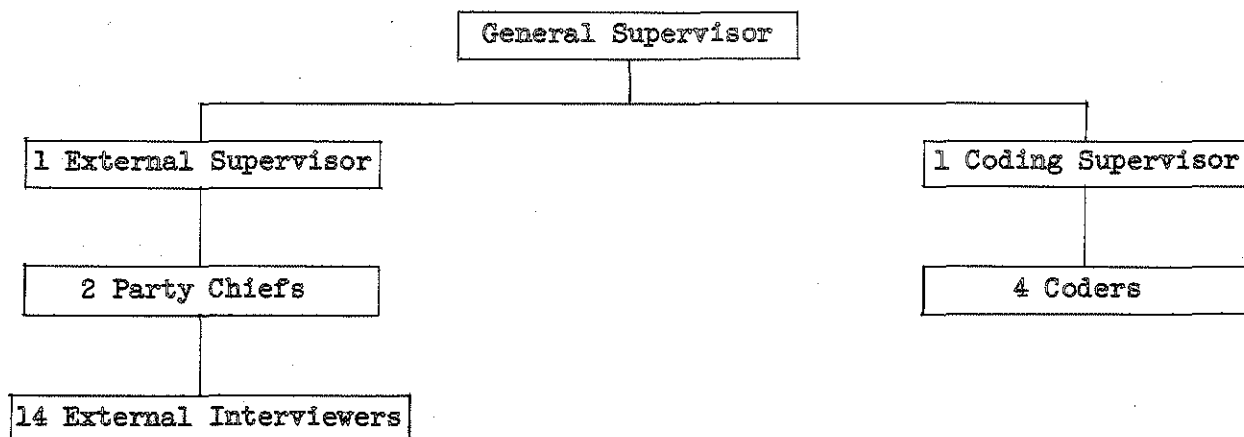 General Supervisor
1 External Supervisor
1 Coding Supervisor
2 Party Chiefs
4 Coders
14 External Interviewers